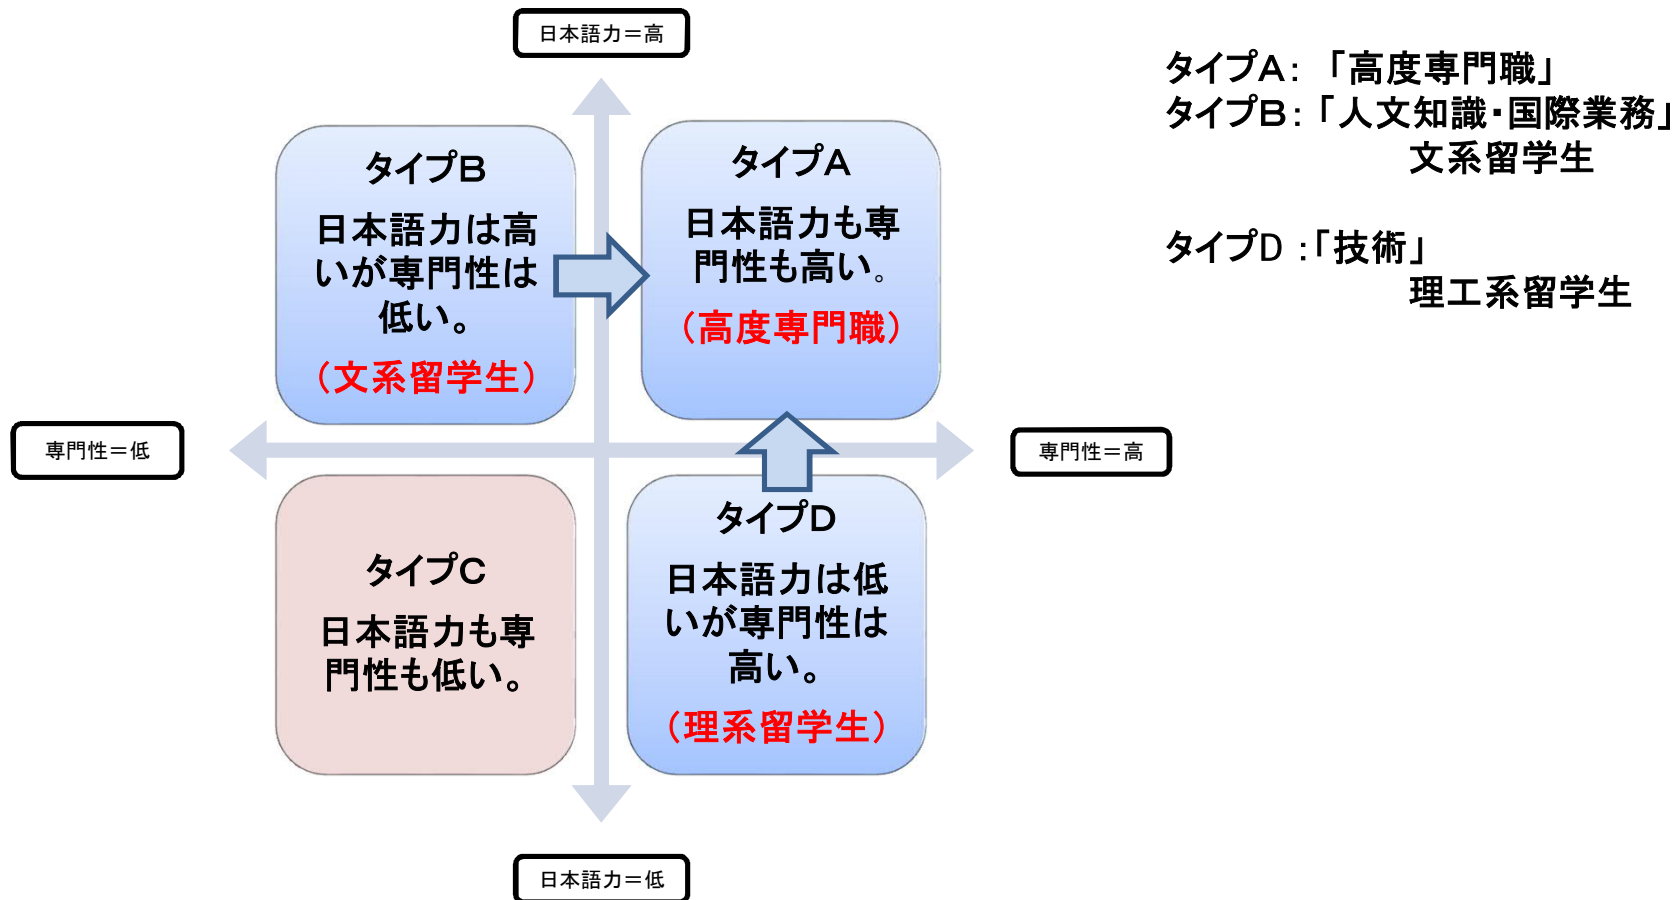 日本語力＝高
タイプA：「高度専門職」
タイプB：「人文知識・国際業務」
文系留学生
タイプD：「技術」
理工系留学生
タイプB
日本語力は高
いが専門性は
低い。
（文系留学生）
タイプA
日本語力も専
門性も高い。
（高度専門職）
専門性＝低
専門性＝高
タイプC
日本語力も専
門性も低い。
タイプD
日本語力は低
いが専門性は
高い。
（理系留学生）
日本語力＝低